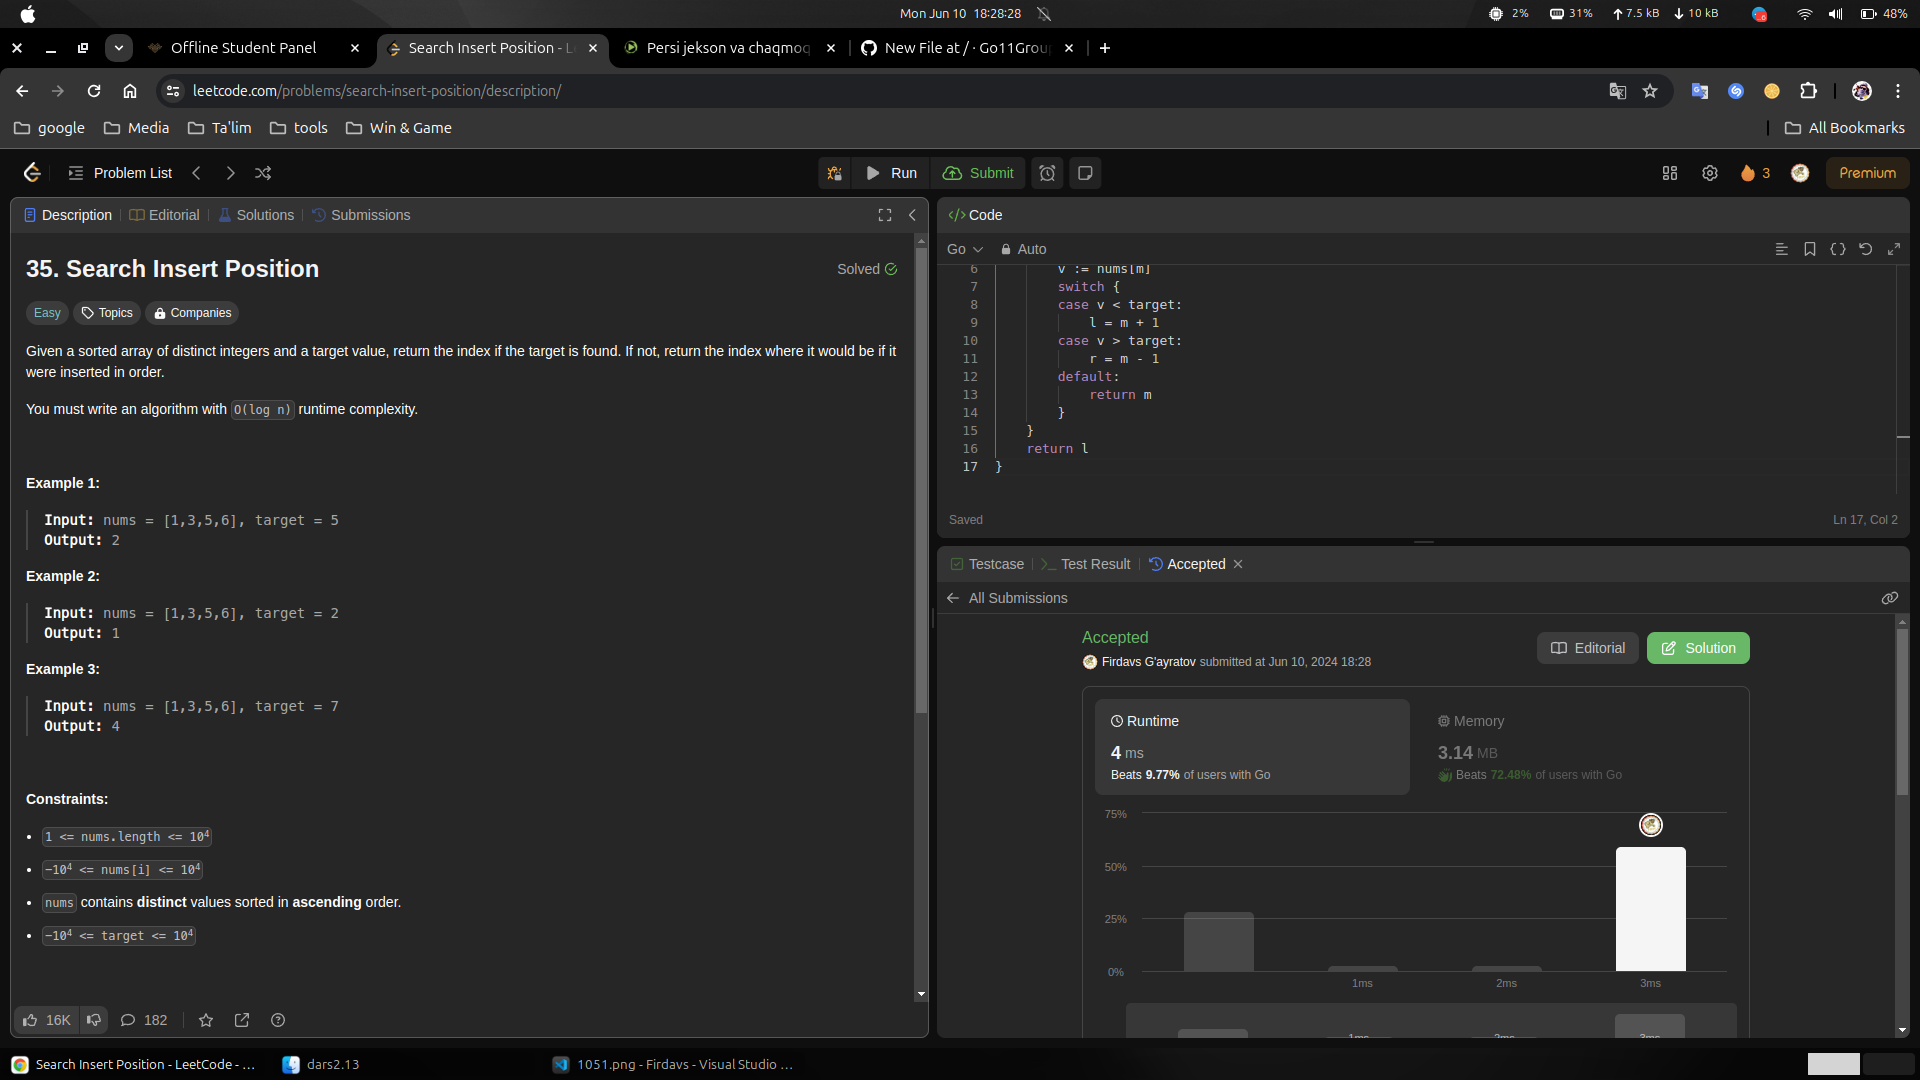 Mon Jun 10 18:28:28
2%
31%
7.5 kB
10 kB
48%
Offline Student Panel
Search Insert Position - L
Persi jekson va chaqmoq
New File at / · Go11Grou
leetcode.com/problems/search-insert-position/description/
google
Media
Ta'lim
tools
Win & Game
All Bookmarks
Problem List
Run
Submit
3
Premium
Description
Editorial
Solutions
Submissions
35. Search Insert Position
Solved
Easy
Topics
Companies
Given a sorted array of distinct integers and a target value, return the index if the target is found. If not, return the index where it would be if it
were inserted in order.
You must write an algorithm with O(log n) runtime complexity.
Example 1:
Input: nums = [1,3,5,6], target = 5
Output: 2
Example 2:
Input: nums = [1,3,5,6], target = 2
Output: 1
Example 3:
Input: nums = [1,3,5,6], target = 7
Output: 4
Constraints:
• 1 <= nums.length <= 10⁴
• -10⁴ <= nums[i] <= 10⁴
• nums contains distinct values sorted in ascending order.
• -10⁴ <= target <= 10⁴
16K
182
</> Code
Go
Auto
6 v := nums[m]
7 switch {
8 case v < target:
9 l = m + 1
10 case v > target:
11 r = m - 1
12 default:
13 return m
14 }
15 }
16 return l
17 }
Saved
Ln 17, Col 2
Testcase
Test Result
Accepted
All Submissions
Accepted
Firdavs G'ayratov submitted at Jun 10, 2024 18:28
Editorial
Solution
Runtime
4 ms
Beats 9.77% of users with Go
Memory
3.14 MB
Beats 72.48% of users with Go
75%
50%
25%
0%
1ms
2ms
3ms
1ms
2ms
3ms
Search Insert Position - LeetCode - ...
dars2.13
1051.png - Firdavs - Visual Studio ...